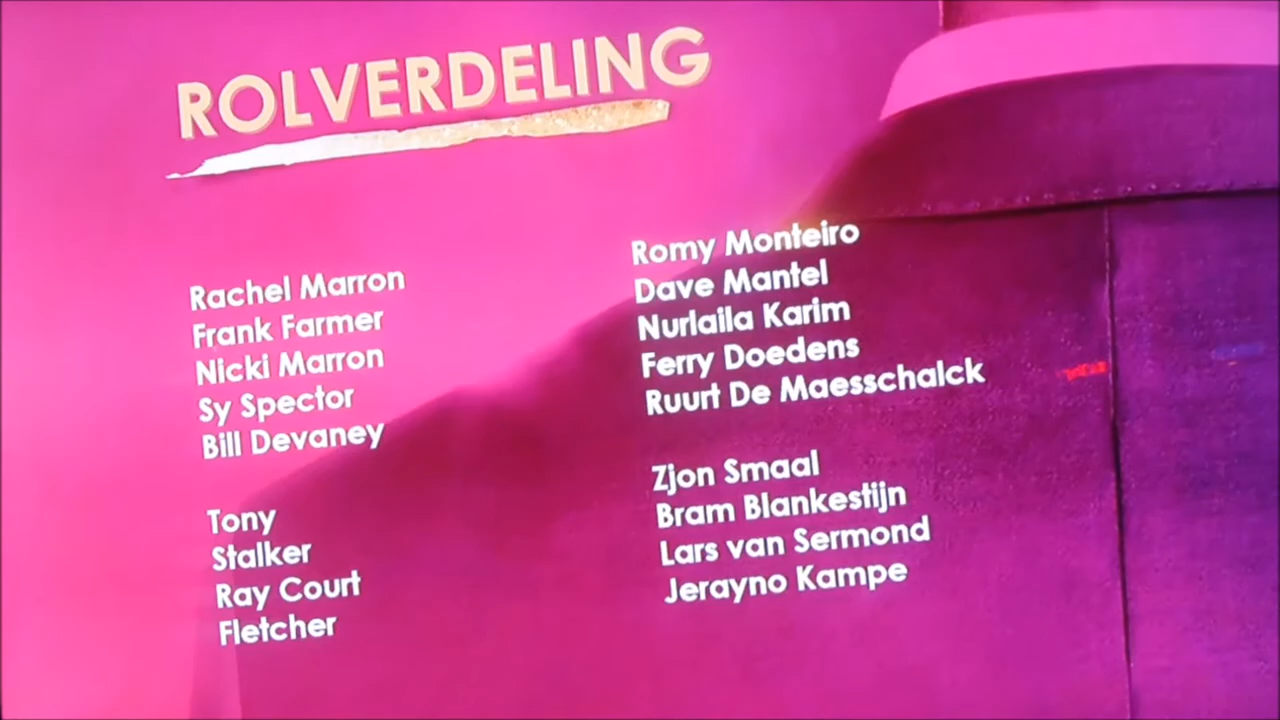 ROLVERDELING
Rachel Marron Romy Monteiro
Frank Farmer Dave Mantel
Nicki Marron Nurlaila Karim
Sy Spector Ferry Doedens
Bill Devaney Ruurt De Maesschalck
Tony Zjon Smaal
Stalker Bram Blankestijn
Ray Court Lars van Sermond
Fletcher Jerayno Kampe